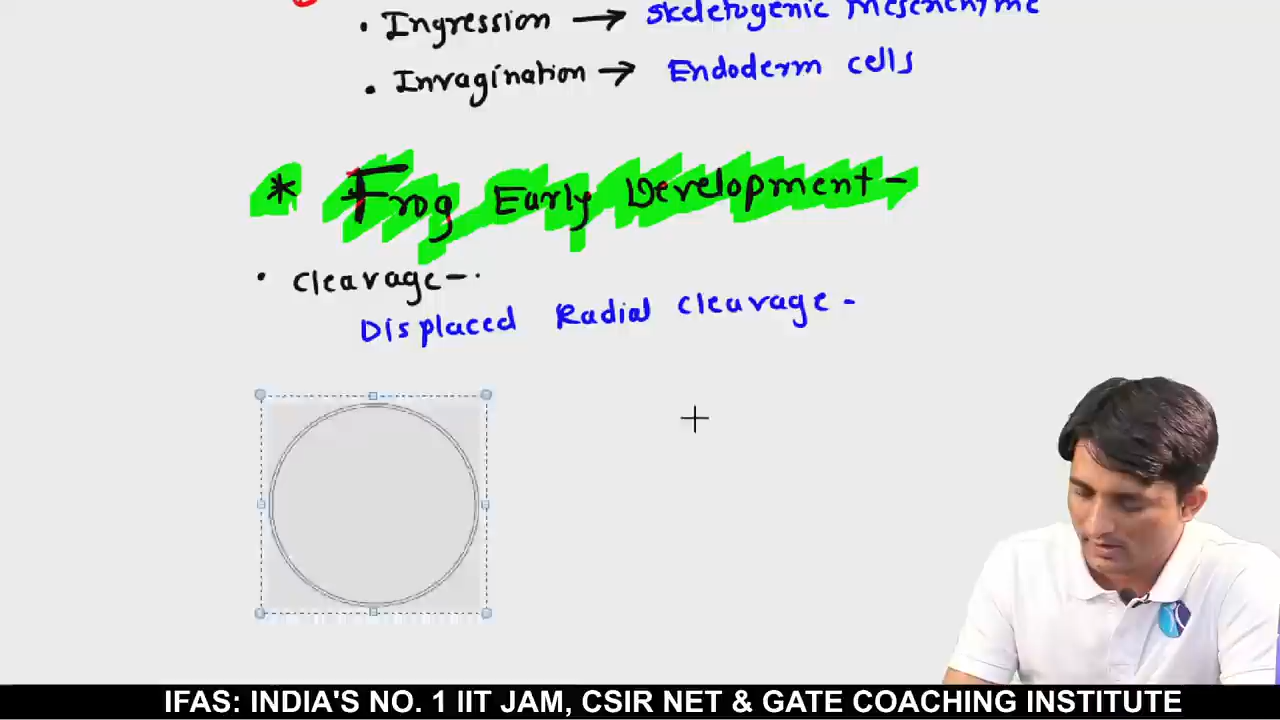 • Ingression → Skeletogenic Mesenchyme
• Invagination → Endoderm cells
* Frog Early Development-
• Cleavage-
Displaced Radial Cleavage -
IFAS: INDIA'S NO. 1 IIT JAM, CSIR NET & GATE COACHING INSTITUTE